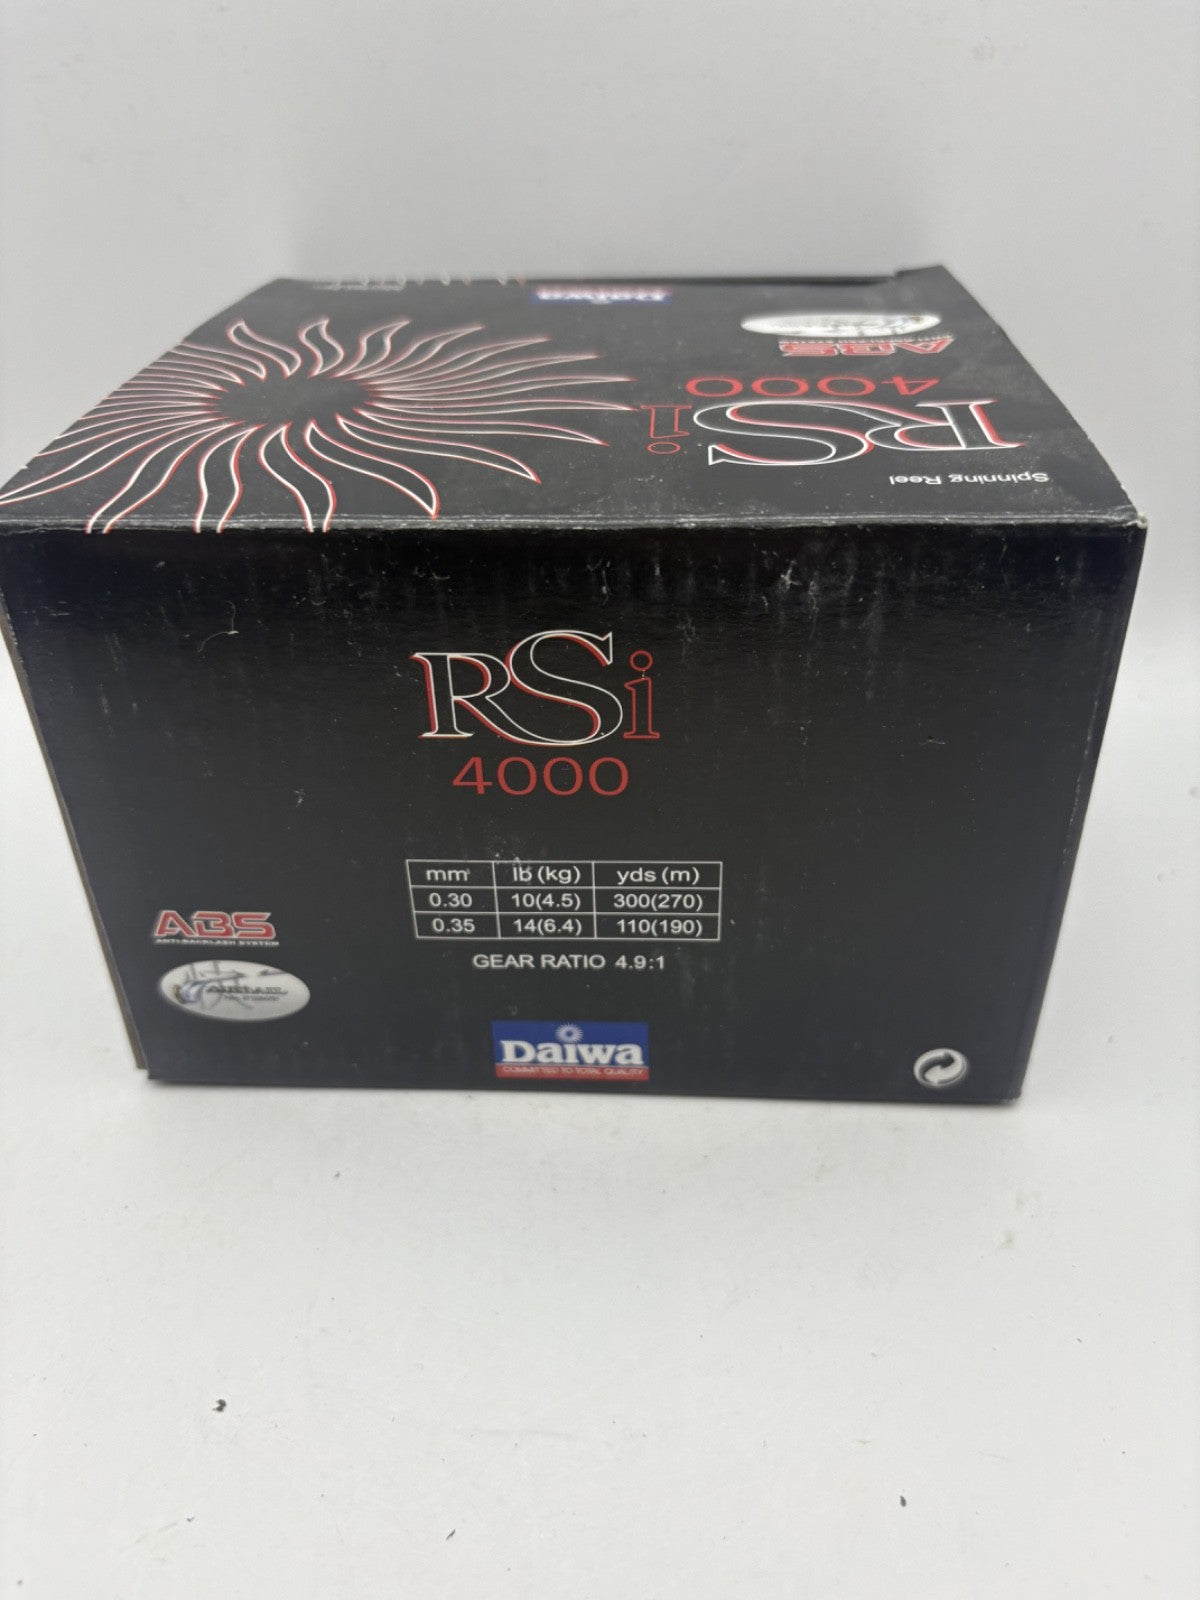 Daiwa
ABS
4000
RSi
Spinning Reel
RSi
4000
mm lb (kg) yds (m)
0.30 10(4.5) 300(270)
0.35 14(6.4) 110(190)
GEAR RATIO 4.9:1
ABS
ANTI-BACKLASH SYSTEM
AIRBAIL
Daiwa
COMMITTED TO TOTAL QUALITY